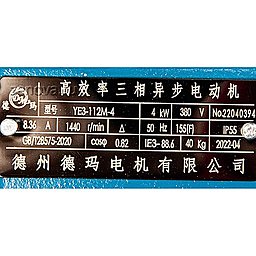 高效率三相异步电动机
德玛
型号 YE3-112M-4 4 kW 380 V No.22040394
8.36 A 1440 r/min Δ 50 Hz 155(F) IP55
GB/T28575-2020 cosφ 0.82 IE3-88.6 40 Kg 2022-04
德州德玛电机有限公司